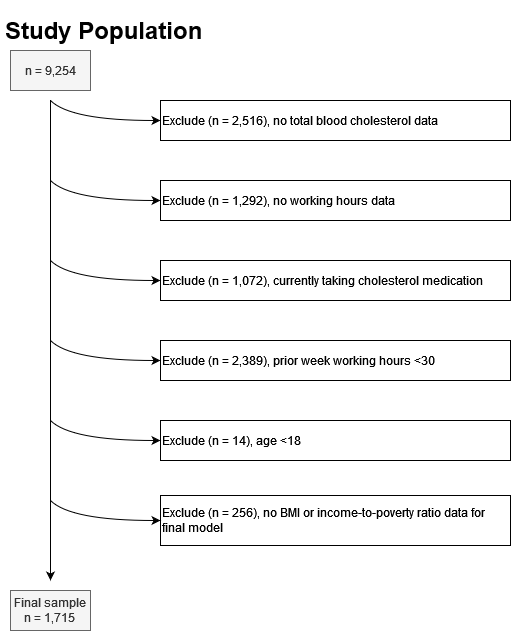 Study Population
n = 9,254
Exclude (n = 2,516), no total blood cholesterol data
Exclude (n = 1,292), no working hours data
Exclude (n = 1,072), currently taking cholesterol medication
Exclude (n = 2,389), prior week working hours <30
Exclude (n = 14), age <18
Exclude (n = 256), no BMI or income-to-poverty ratio data for
final model
Final sample
n = 1,715